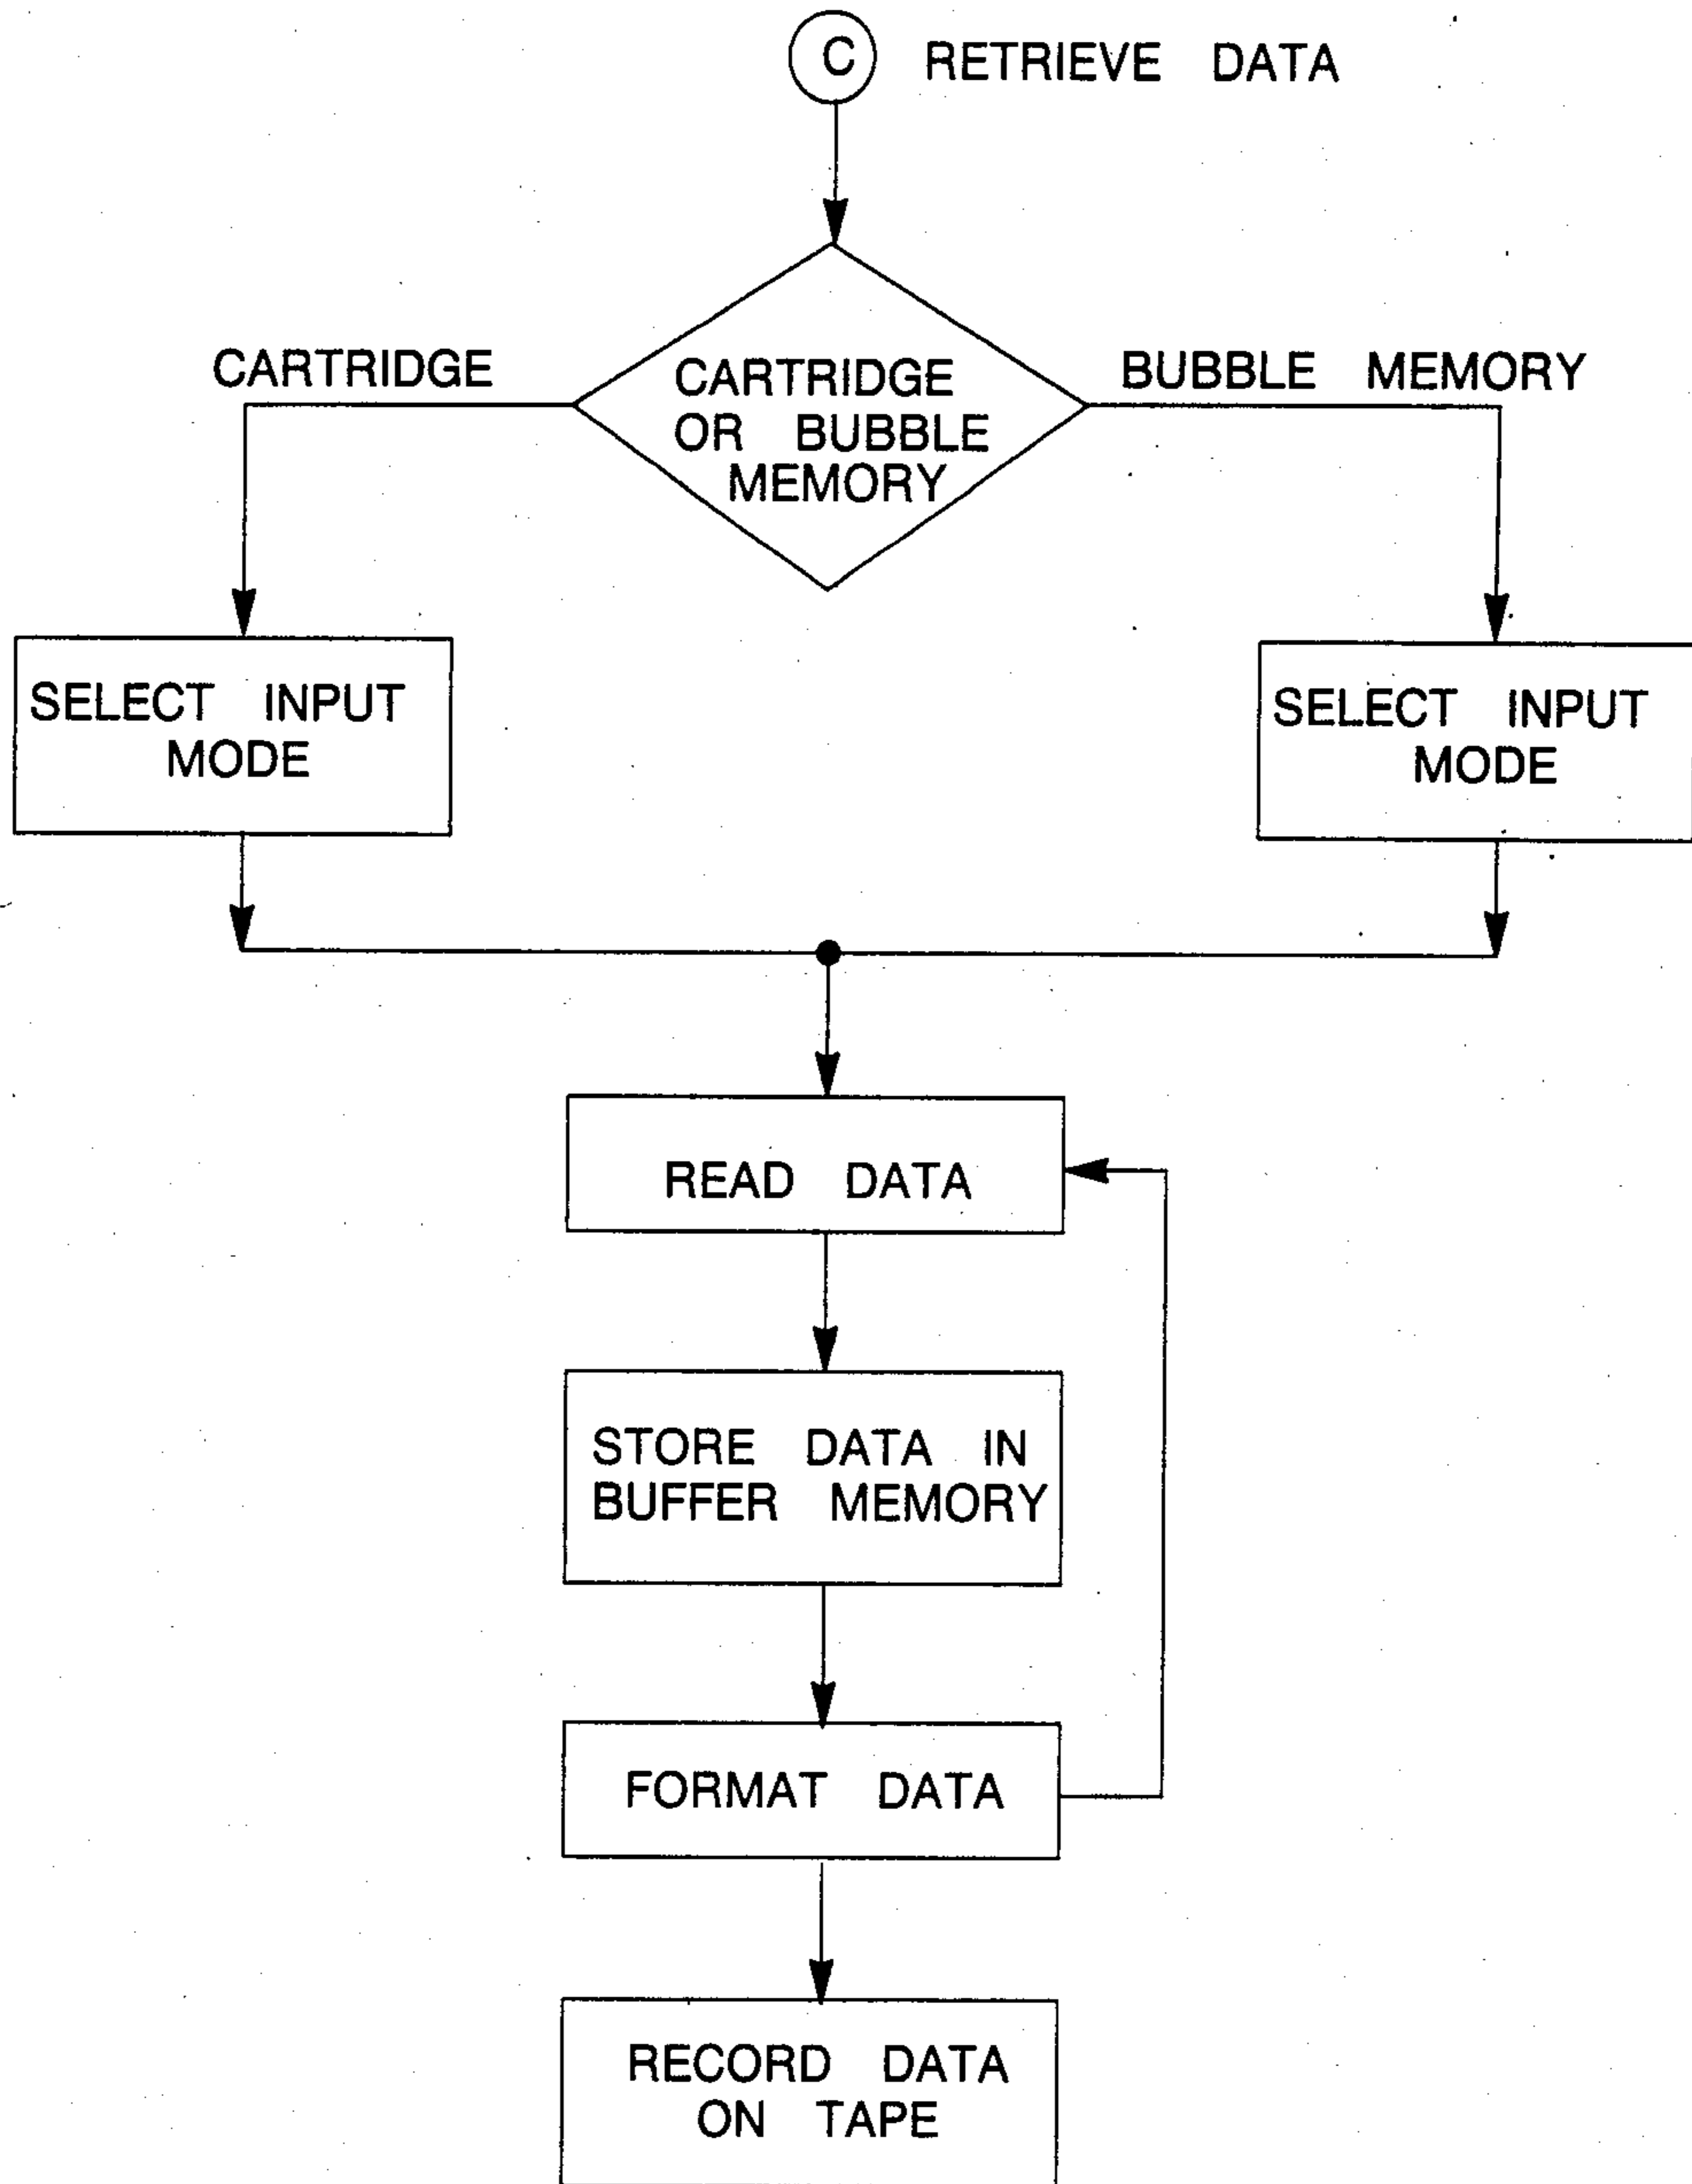 C RETRIEVE DATA
CARTRIDGE
CARTRIDGE
OR BUBBLE
MEMORY
BUBBLE MEMORY
SELECT INPUT
MODE
SELECT INPUT
MODE
READ DATA
STORE DATA IN
BUFFER MEMORY
FORMAT DATA
RECORD DATA
ON TAPE